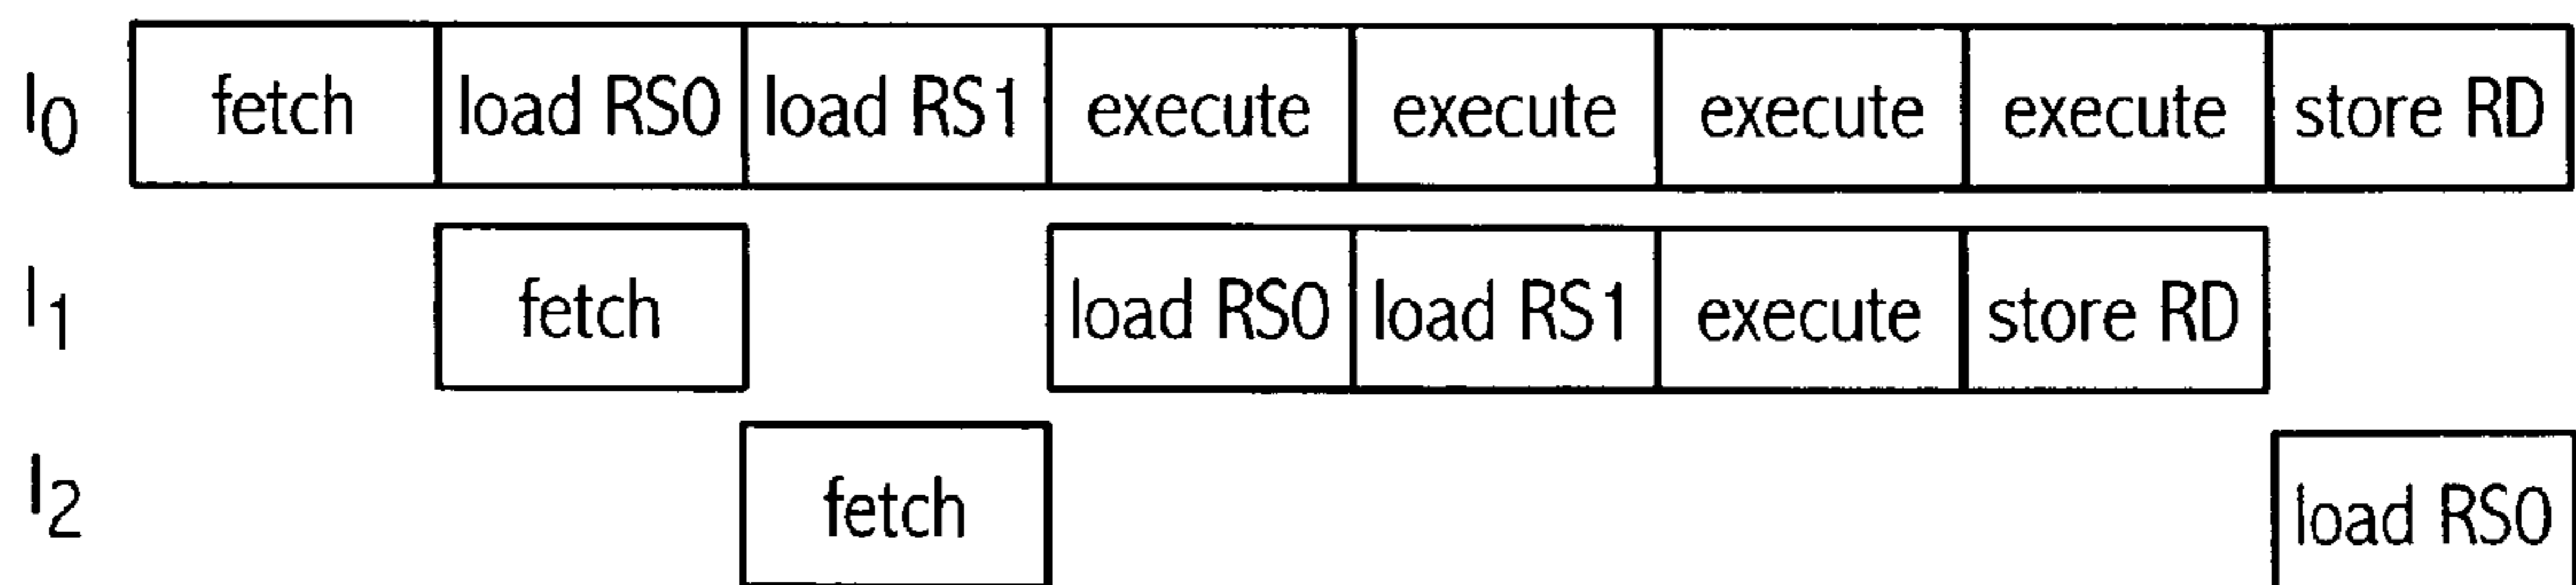 I0 fetch load RS0 load RS1 execute execute execute execute store RD
I1 fetch load RS0 load RS1 execute store RD
I2 fetch load RS0